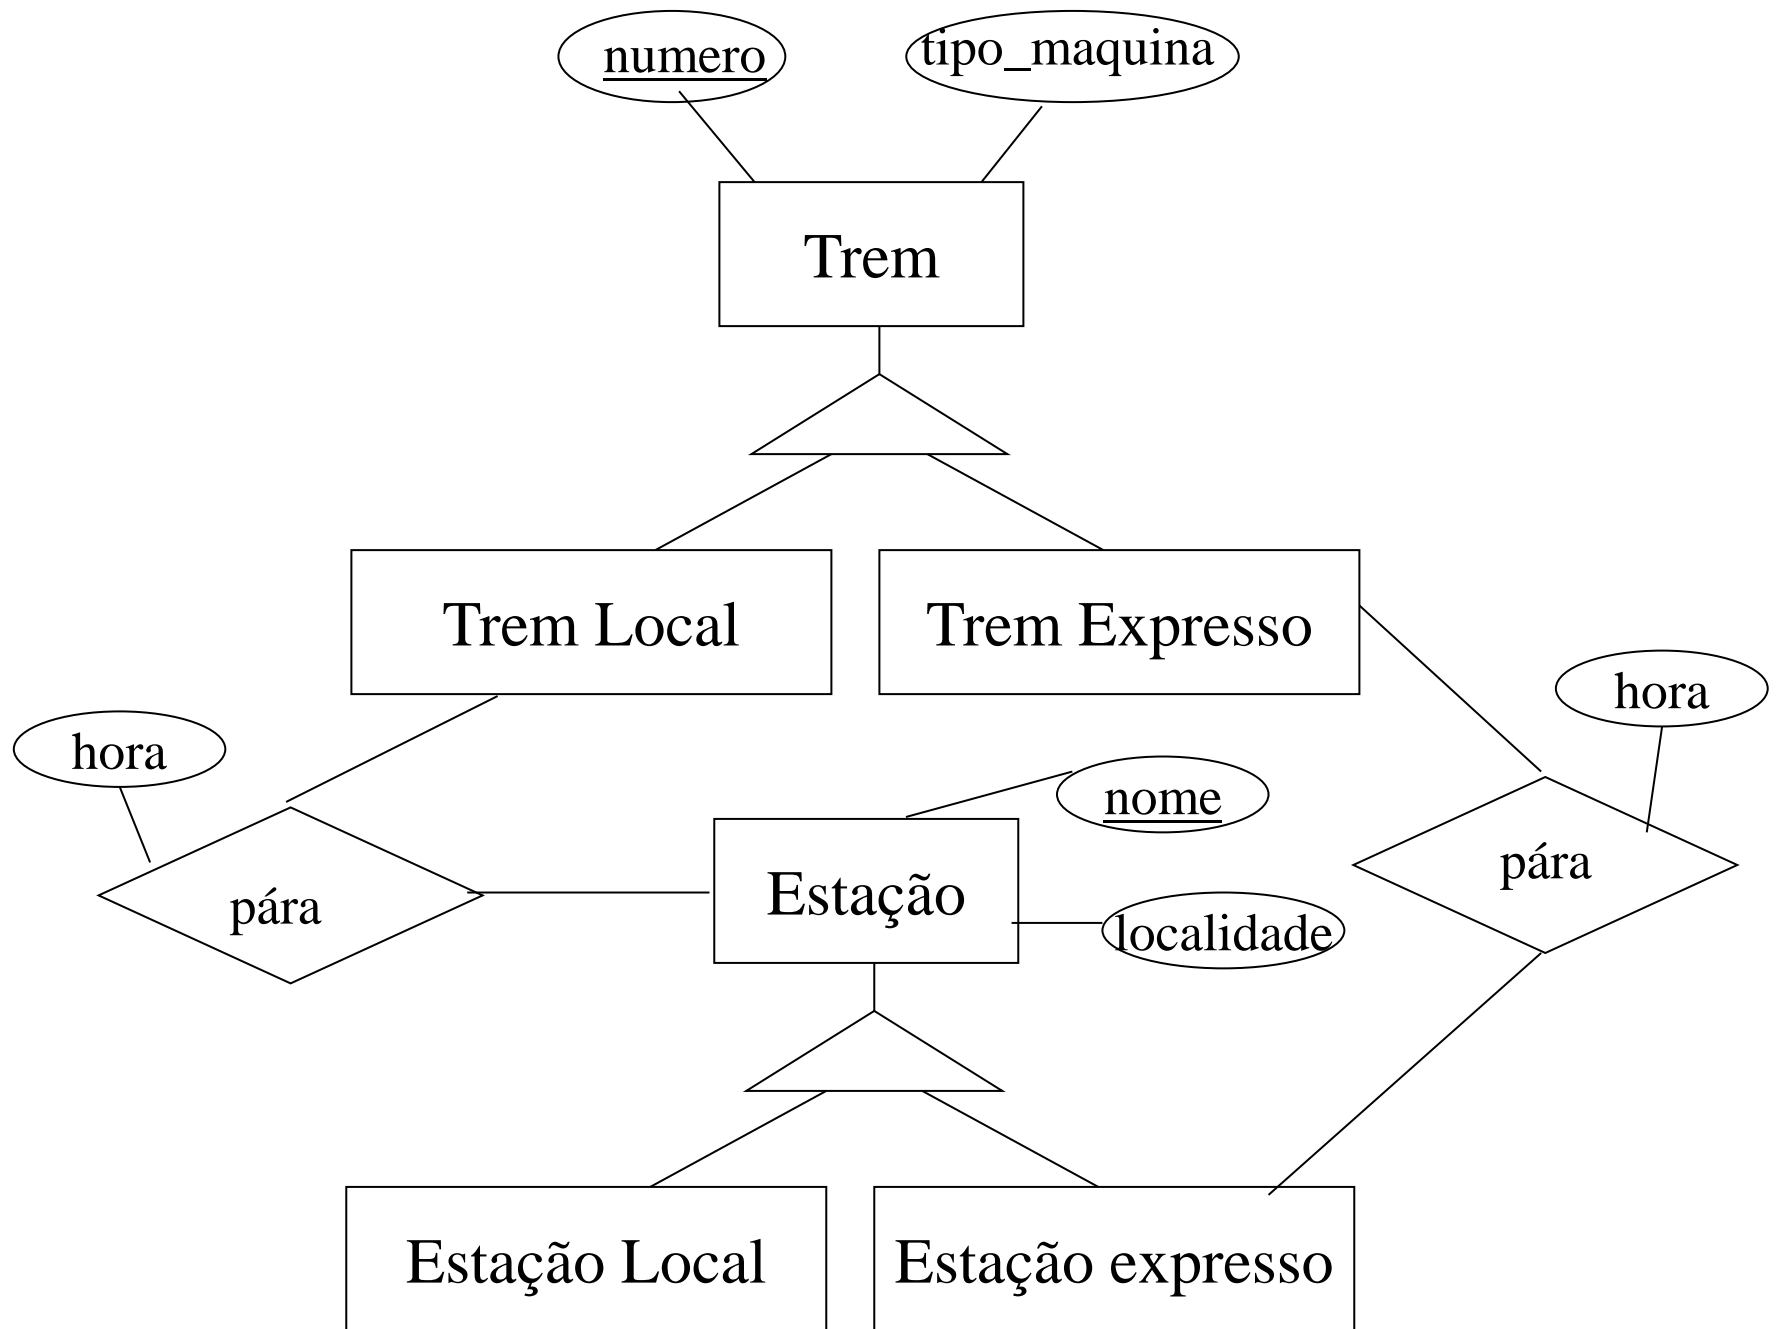 numero
tipo_maquina
Trem
Trem Local
Trem Expresso
hora
hora
nome
pára
Estação
pára
localidade
Estação Local
Estação expresso